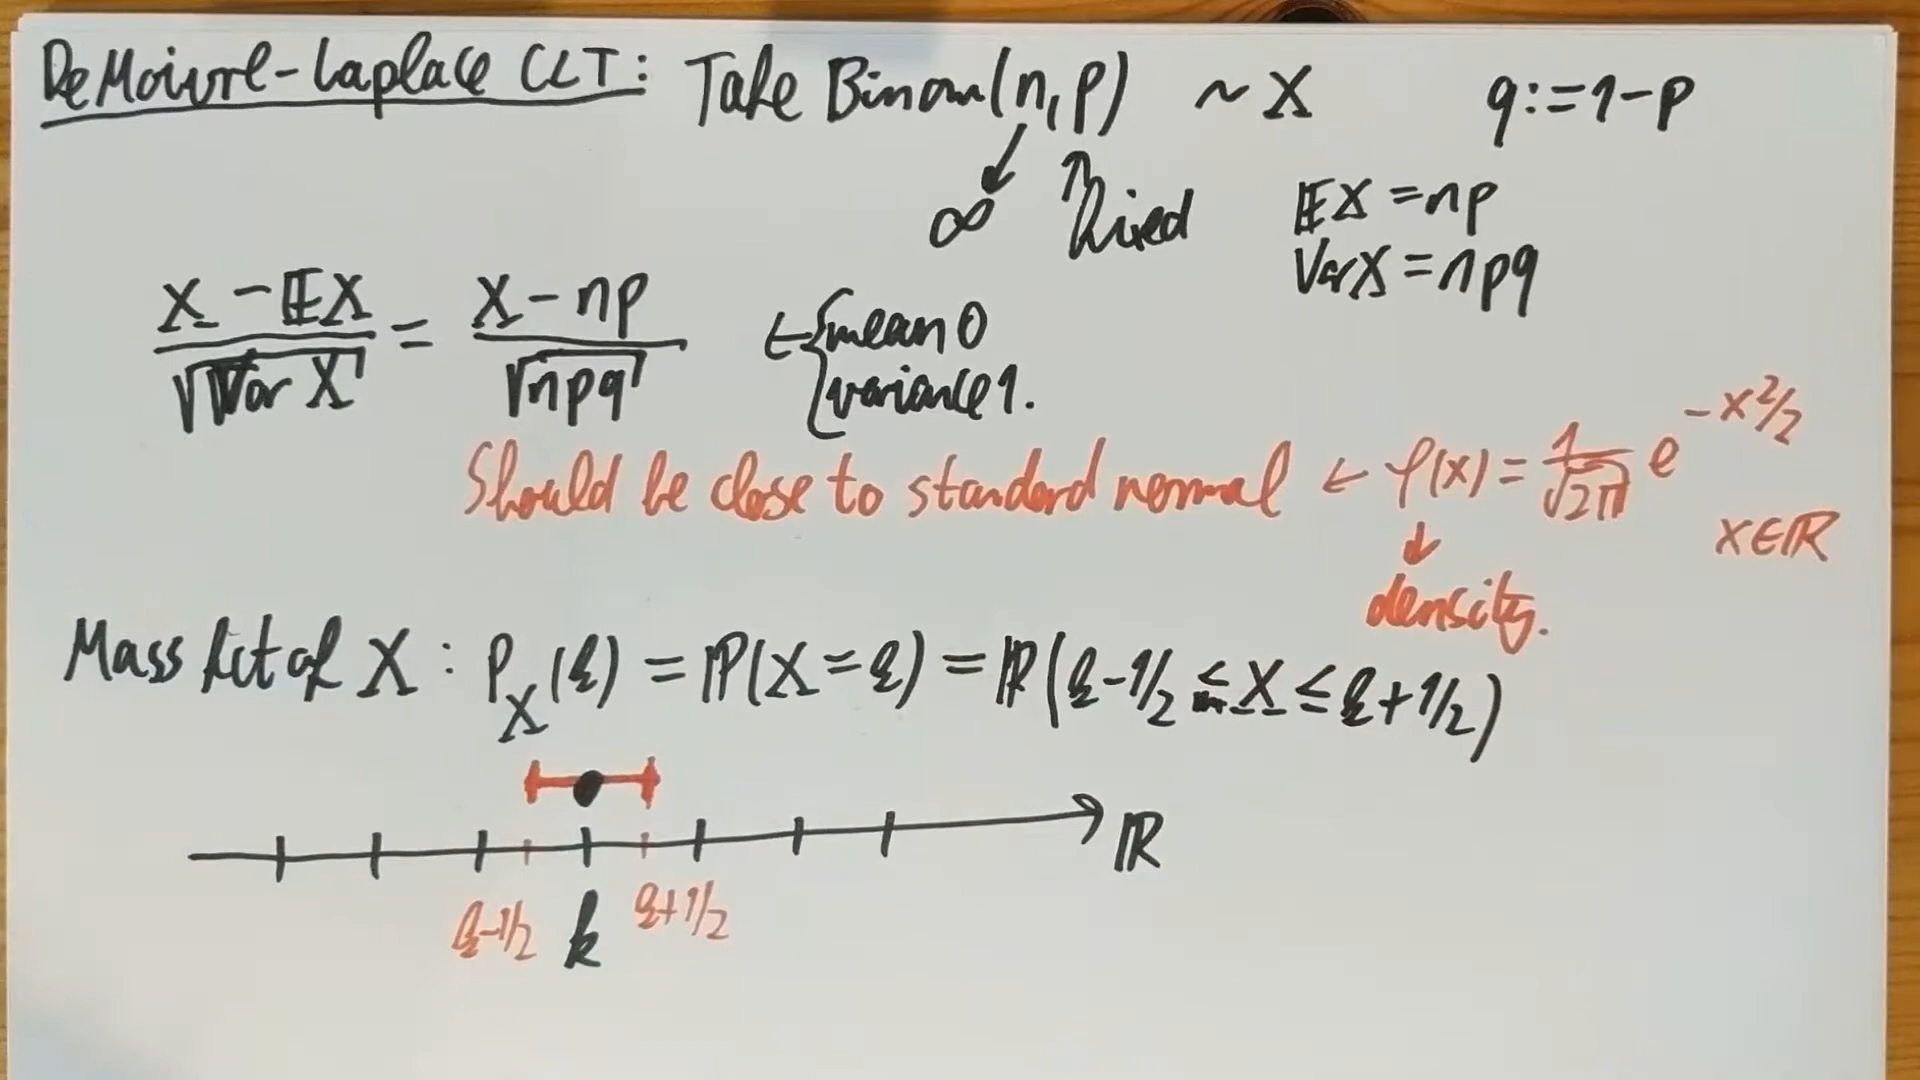 DeMoivre-Laplace CLT: Take Binom(n,p) ~ X q:=1-p
∞ fixed
EX = np
VarX = npq
X - EX / √Var X = X - np / √npq ← { mean 0 variance 1.
Should be close to standard normal ← φ(x) = 1/√2π e^-x²/2
x∈R
density.
Mass fct of X : P_X(k) = P(X=k) = P(k-1/2 ≤ X ≤ k+1/2)
R
k-1/2 k k+1/2